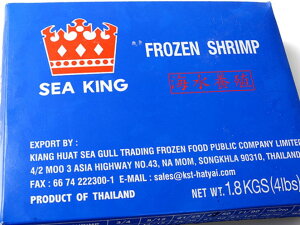 FROZEN SHRIMP
SEA KING
海水養殖
EXPORT BY :
KIANG HUAT SEA GULL TRADING FROZEN FOOD PUBLIC COMPANY LIMITED
4/2 MOO 3 ASIA HIGHWAY NO.43, NA MOM, SONGKHLA 90310, THAILAND
FAX : 66 74 222300-1 E-MAIL : sales@kst-hatyai.com
PRODUCT OF THAILAND
NET WT. 1.8 KGS (4lbs)